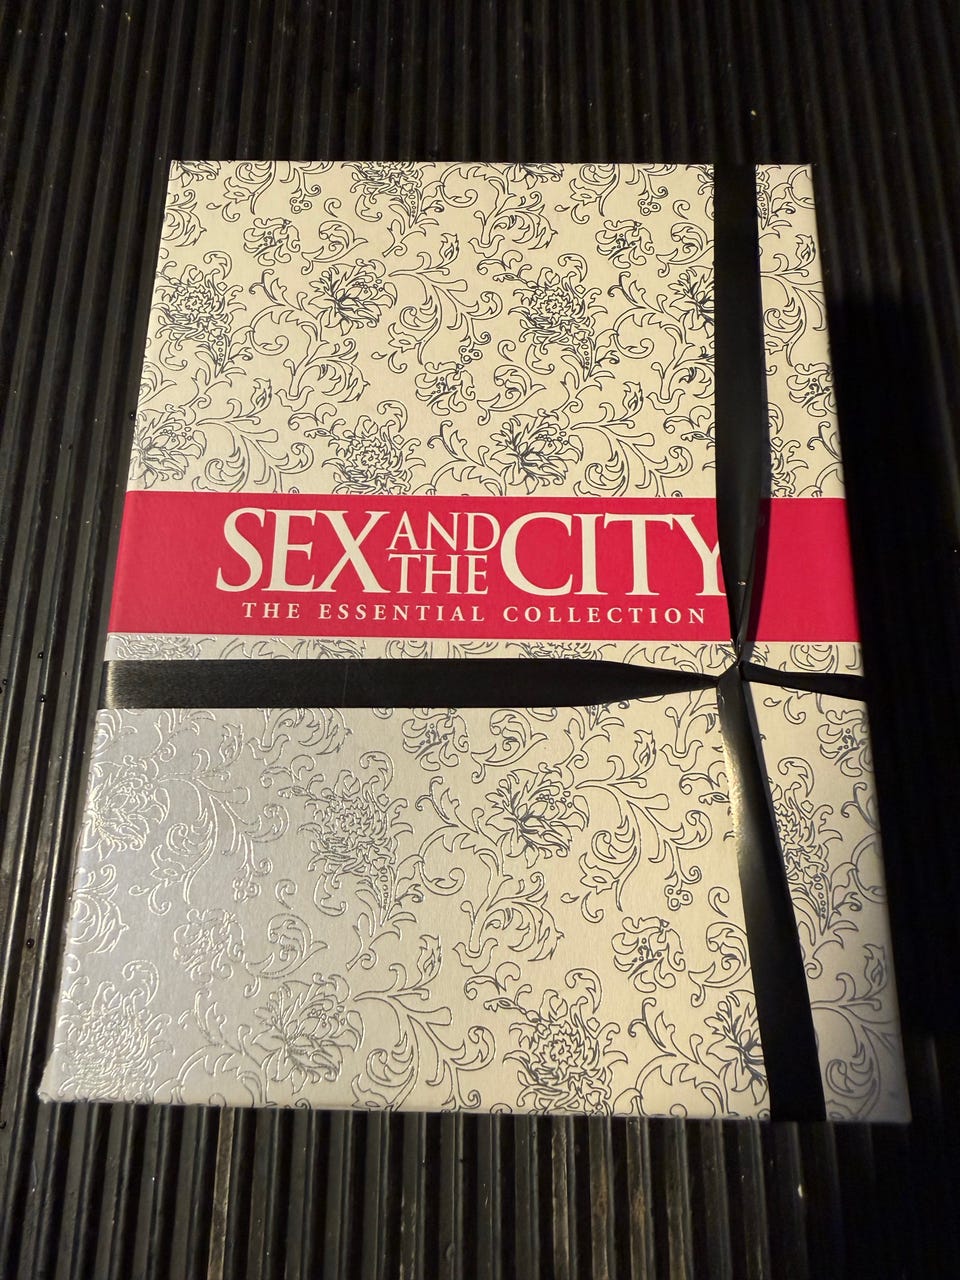 SEX AND THE CITY
THE ESSENTIAL COLLECTION